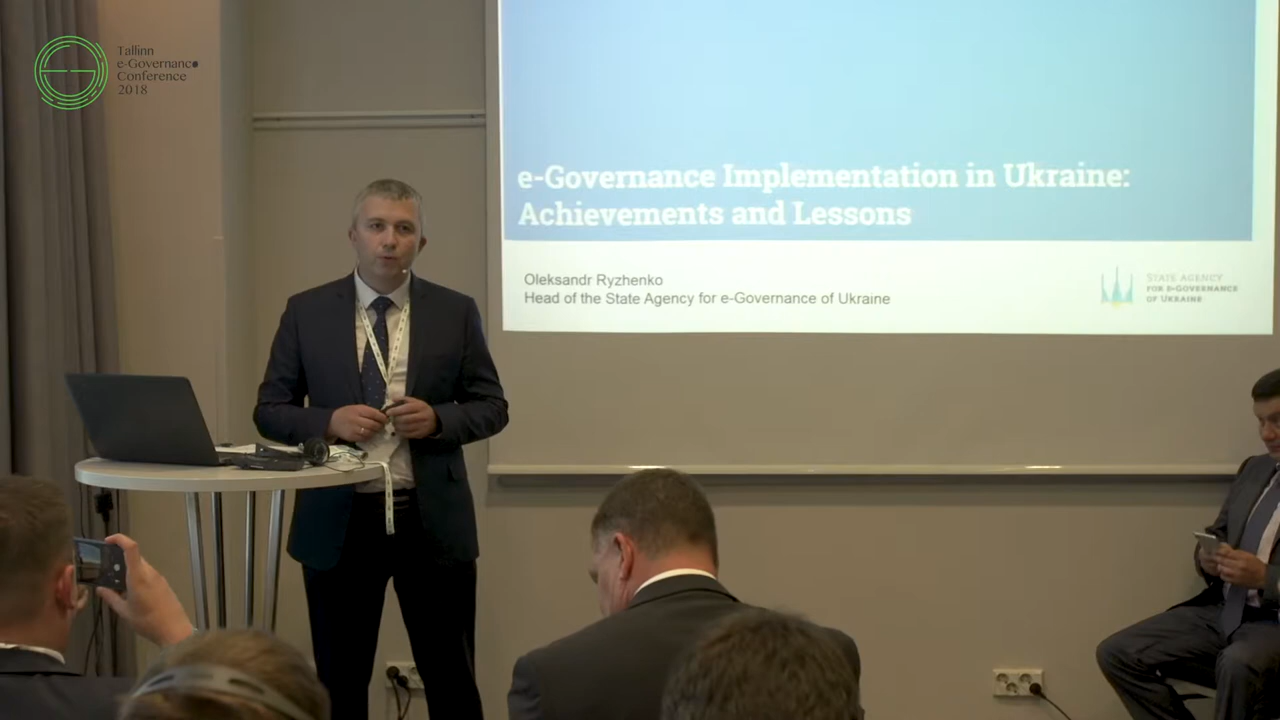 Tallinn
e-Governance
Conference
2018
e-Governance Implementation in Ukraine:
Achievements and Lessons
Oleksandr Ryzhenko
Head of the State Agency for e-Governance of Ukraine
STATE AGENCY
FOR e-GOVERNANCE
OF UKRAINE